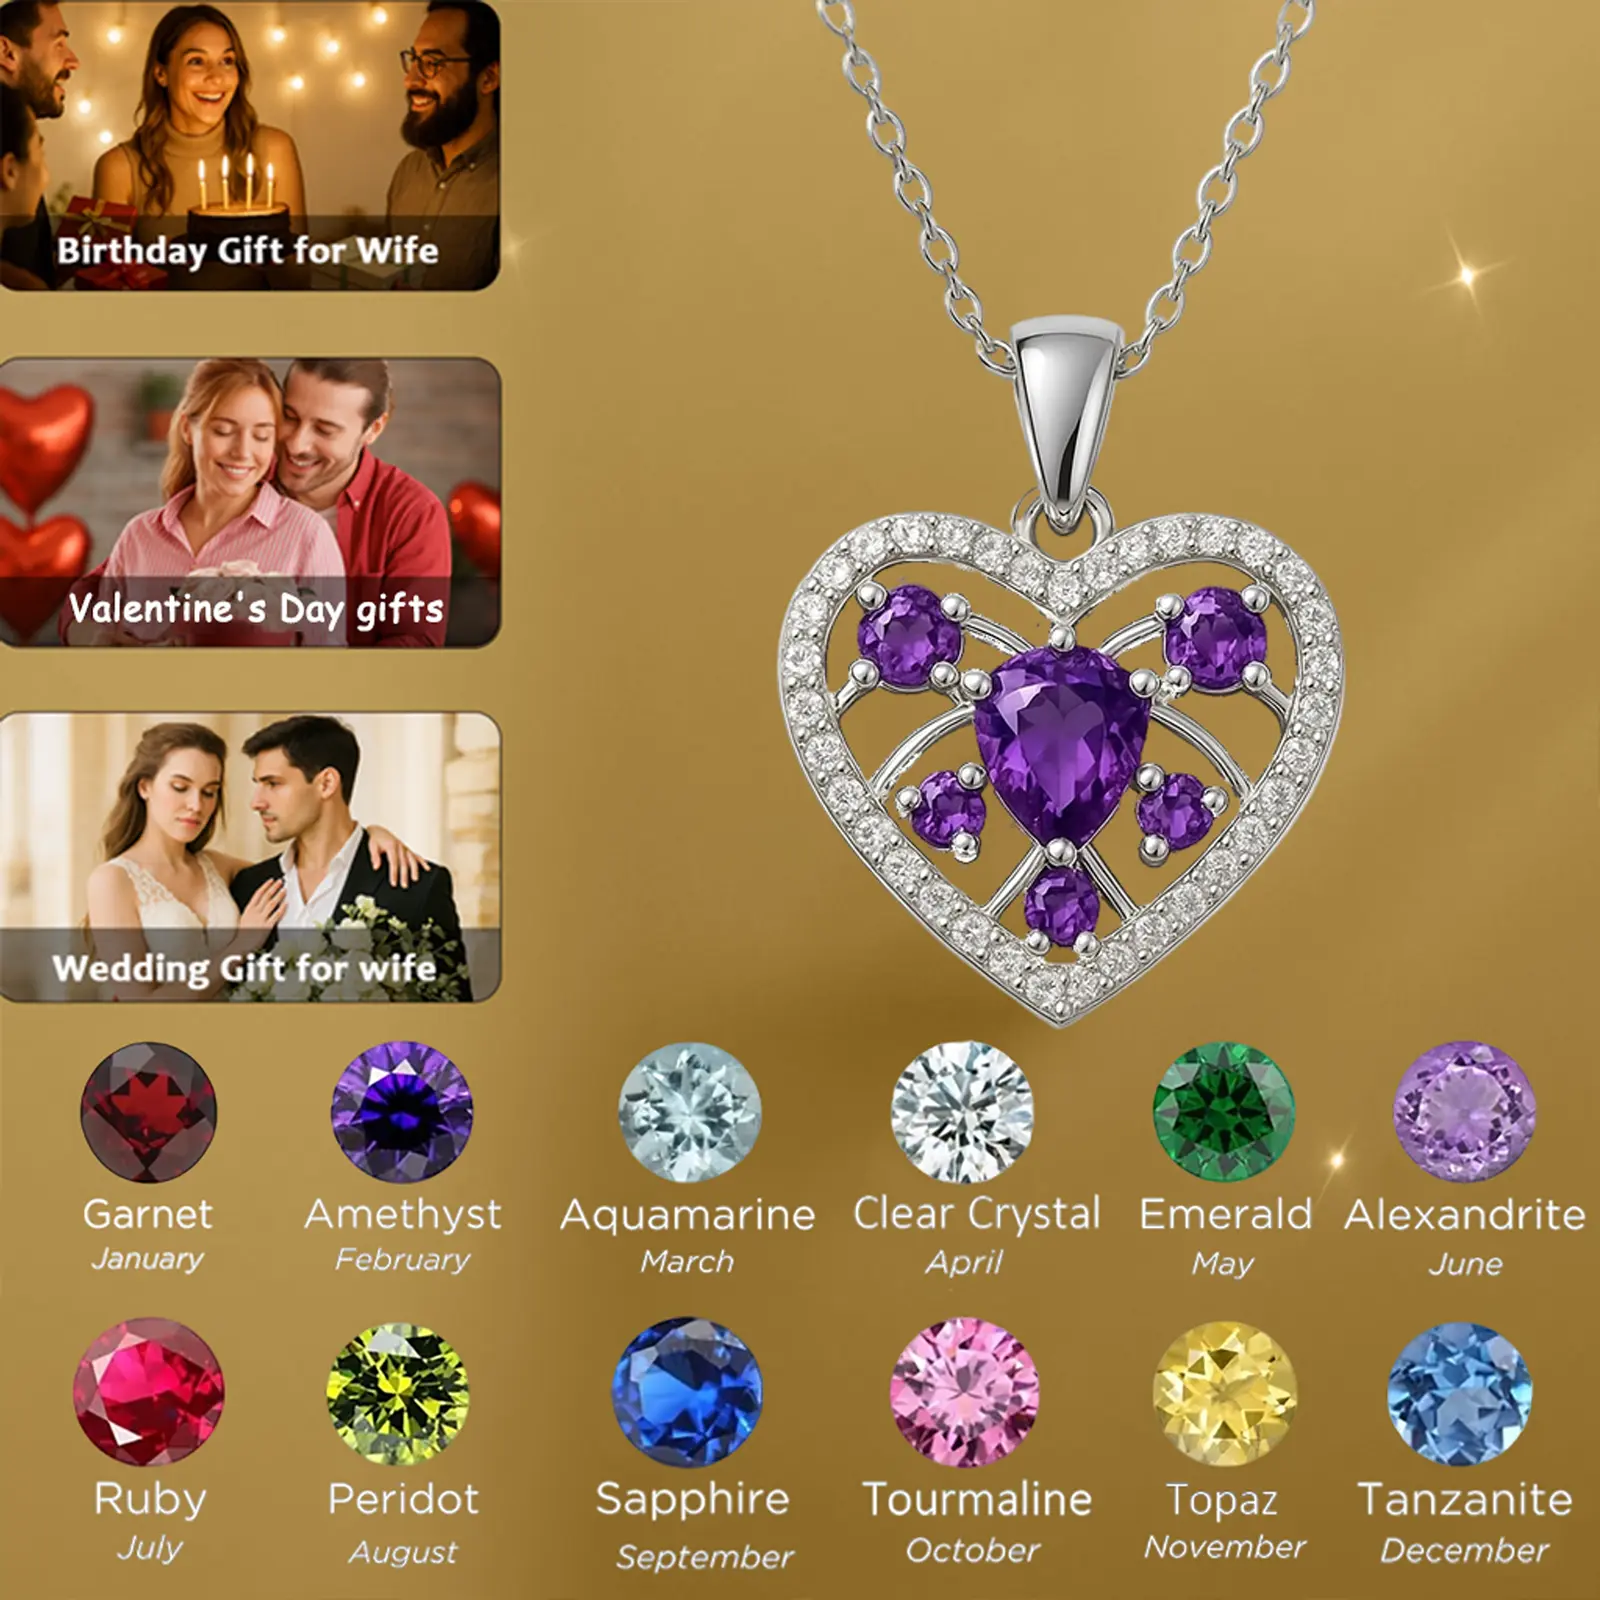 Birthday Gift for Wife
Valentine's Day gifts
Wedding Gift for wife
Garnet
January
Amethyst
February
Aquamarine
March
Clear Crystal
April
Emerald
May
Alexandrite
June
Ruby
July
Peridot
August
Sapphire
September
Tourmaline
October
Topaz
November
Tanzanite
December